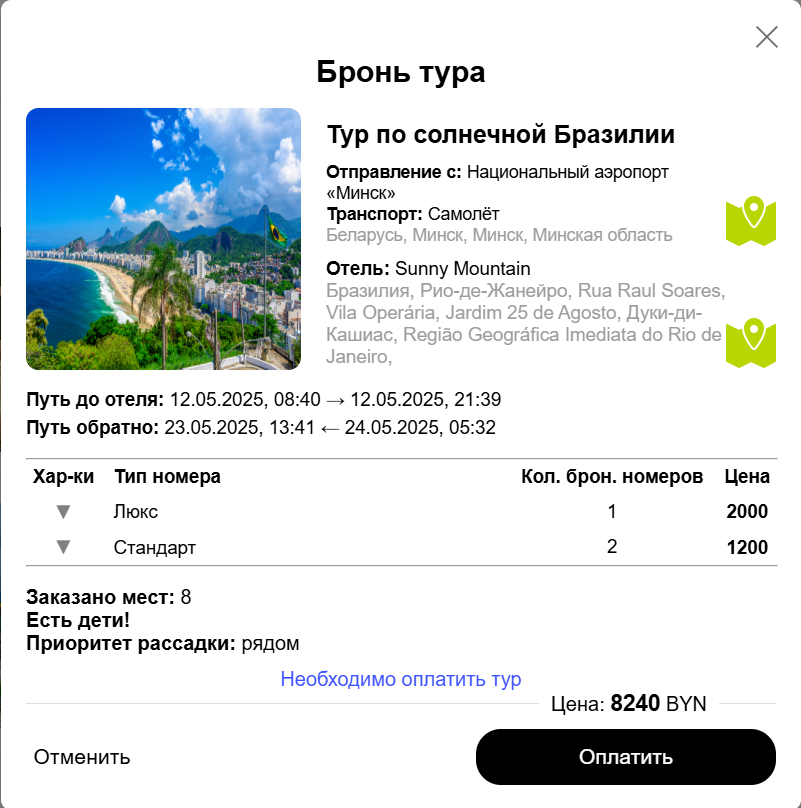 Бронь тура
Тур по солнечной Бразилии
Отправление с: Национальный аэропорт
«Минск»
Транспорт: Самолёт
Беларусь, Минск, Минск, Минская область
Отель: Sunny Mountain
Бразилия, Рио-де-Жанейро, Rua Raul Soares,
Vila Operária, Jardim 25 de Agosto, Дуки-ди-
Кашиас, Região Geográfica Imediata do Rio de
Janeiro,
Путь до отеля: 12.05.2025, 08:40 → 12.05.2025, 21:39
Путь обратно: 23.05.2025, 13:41 ← 24.05.2025, 05:32
Хар-ки Тип номера Кол. брон. номеров Цена
▼ Люкс 1 2000
▼ Стандарт 2 1200
Заказано мест: 8
Есть дети!
Приоритет рассадки: рядом
Необходимо оплатить тур
Цена: 8240 BYN
Отменить Оплатить